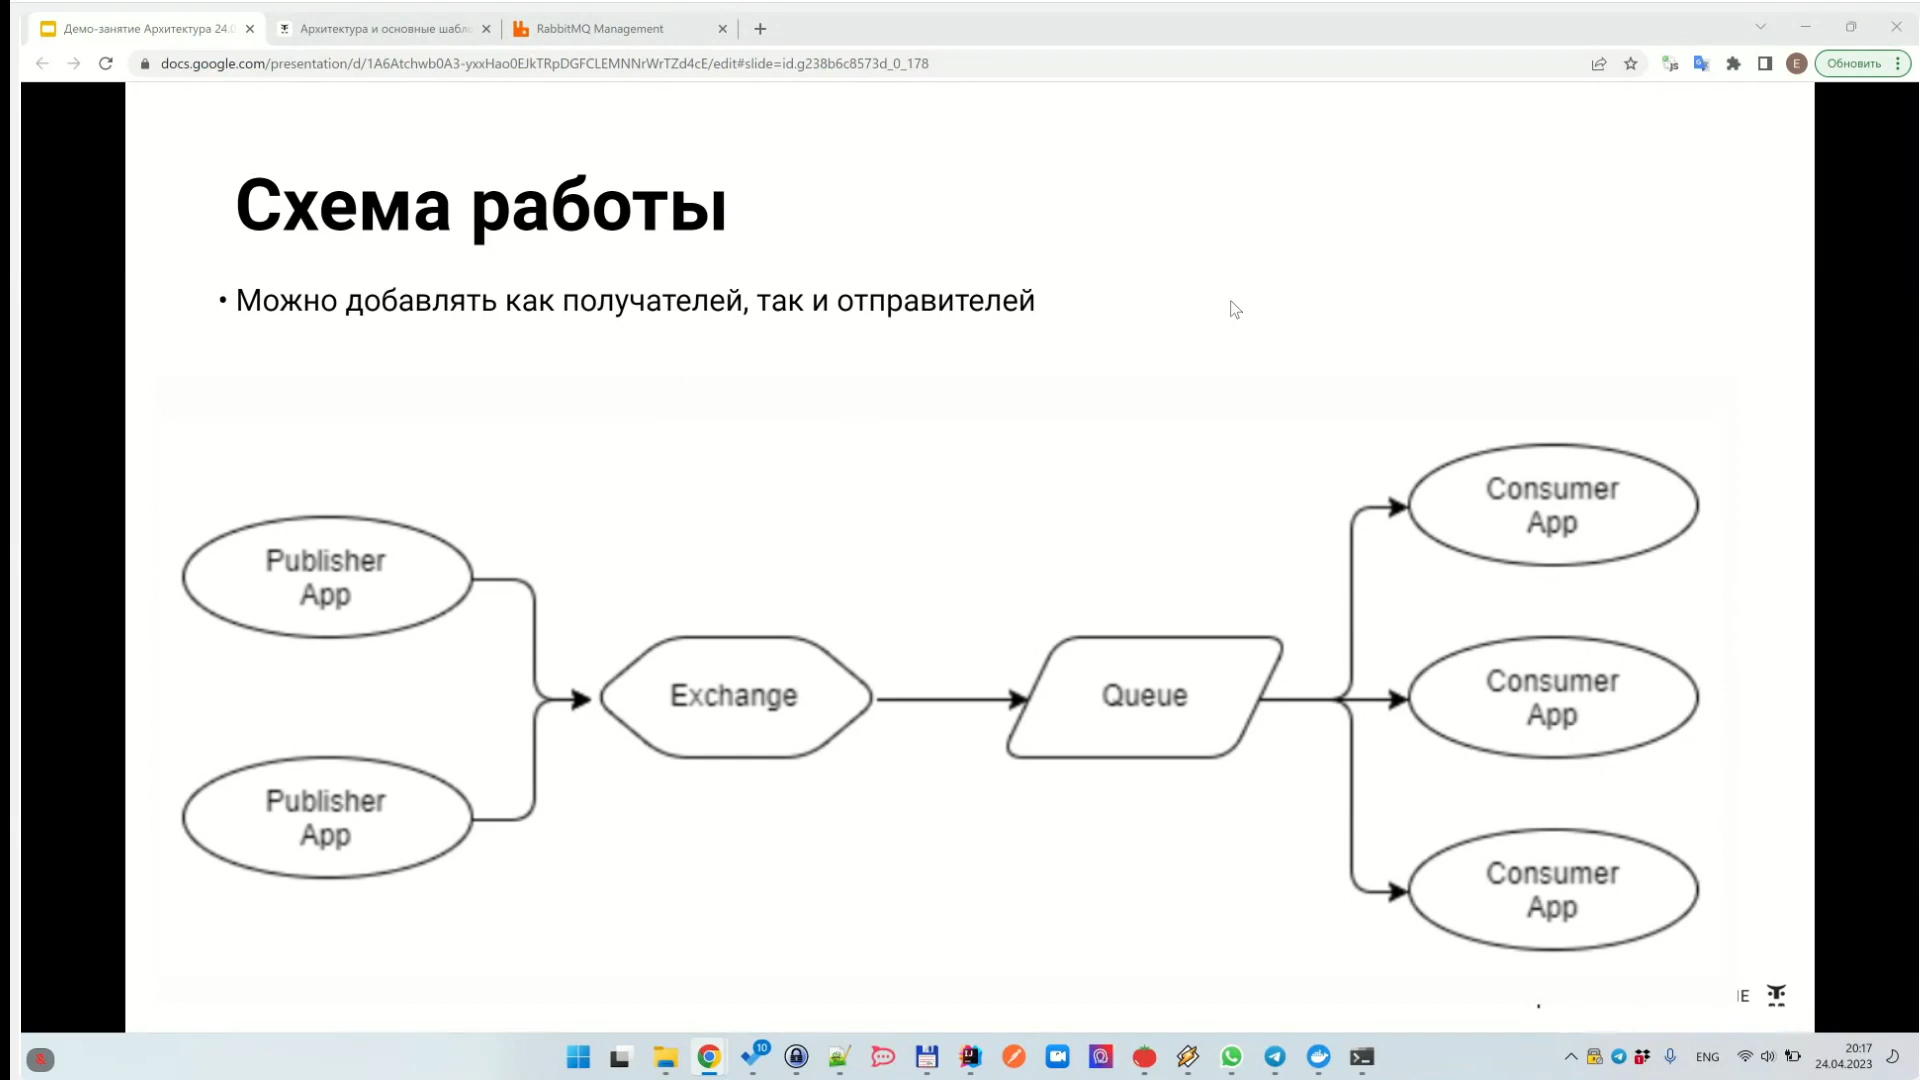 Демо-занятие Архитектура 24.0
Архитектура и основные шабло
RabbitMQ Management
docs.google.com/presentation/d/1A6Atchwb0A3-yxxHao0EJkTRpDGFCLEMNNrWrTZd4cE/edit#slide=id.g238b6c8573d_0_178
E
Обновить
Схема работы
• Можно добавлять как получателей, так и отправителей
Publisher
App
Publisher
App
Exchange
Queue
Consumer
App
Consumer
App
Consumer
App
10
ENG
20:17
24.04.2023